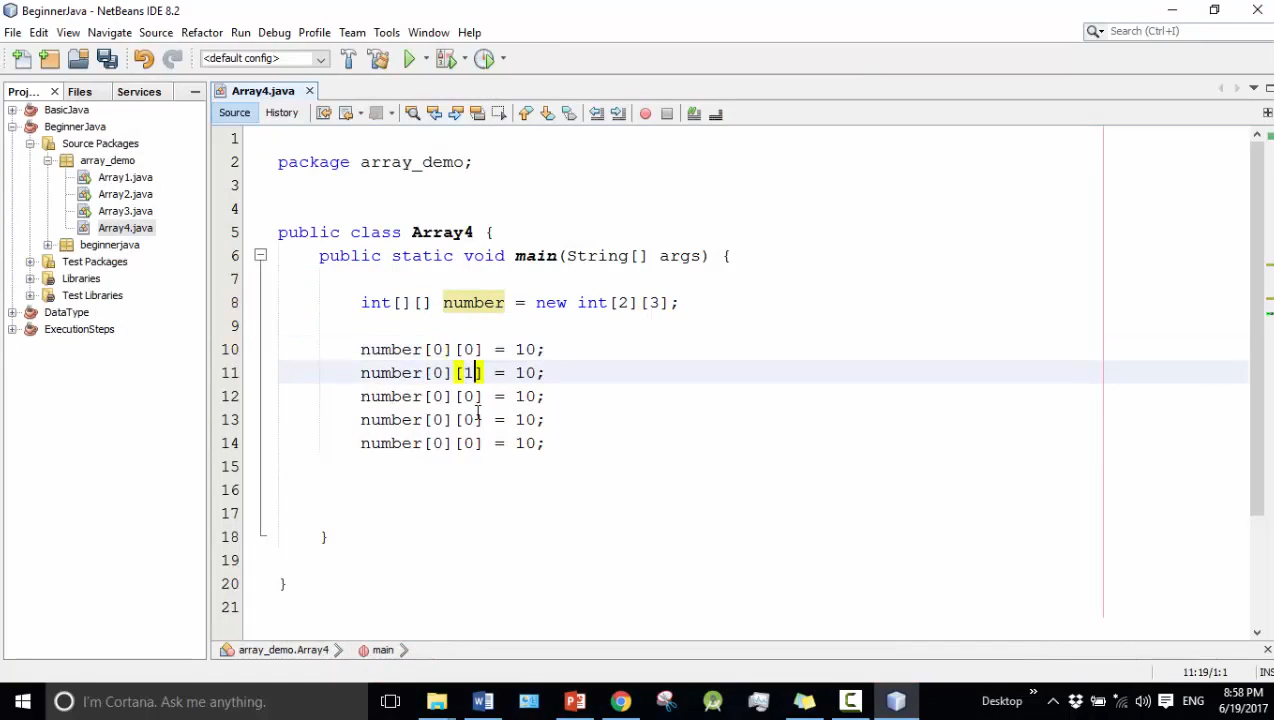 BeginnerJava - NetBeans IDE 8.2
File Edit View Navigate Source Refactor Run Debug Profile Team Tools Window Help
Search (Ctrl+I)
<default config>
Proj... Files Services
Array4.java
Source History
BasicJava
BeginnerJava
Source Packages
array_demo
Array1.java
Array2.java
Array3.java
Array4.java
beginnerjava
Test Packages
Libraries
Test Libraries
DataType
ExecutionSteps
1
2 package array_demo;
3
4
5 public class Array4 {
6 public static void main(String[] args) {
7
8 int[][] number = new int[2][3];
9
10 number[0][0] = 10;
11 number[0][1] = 10;
12 number[0][0] = 10;
13 number[0][0] = 10;
14 number[0][0] = 10;
15
16
17
18 }
19
20 }
21
array_demo.Array4 main
11:19/1:1 INS
I'm Cortana. Ask me anything.
Desktop ENG
8:58 PM
6/19/2017